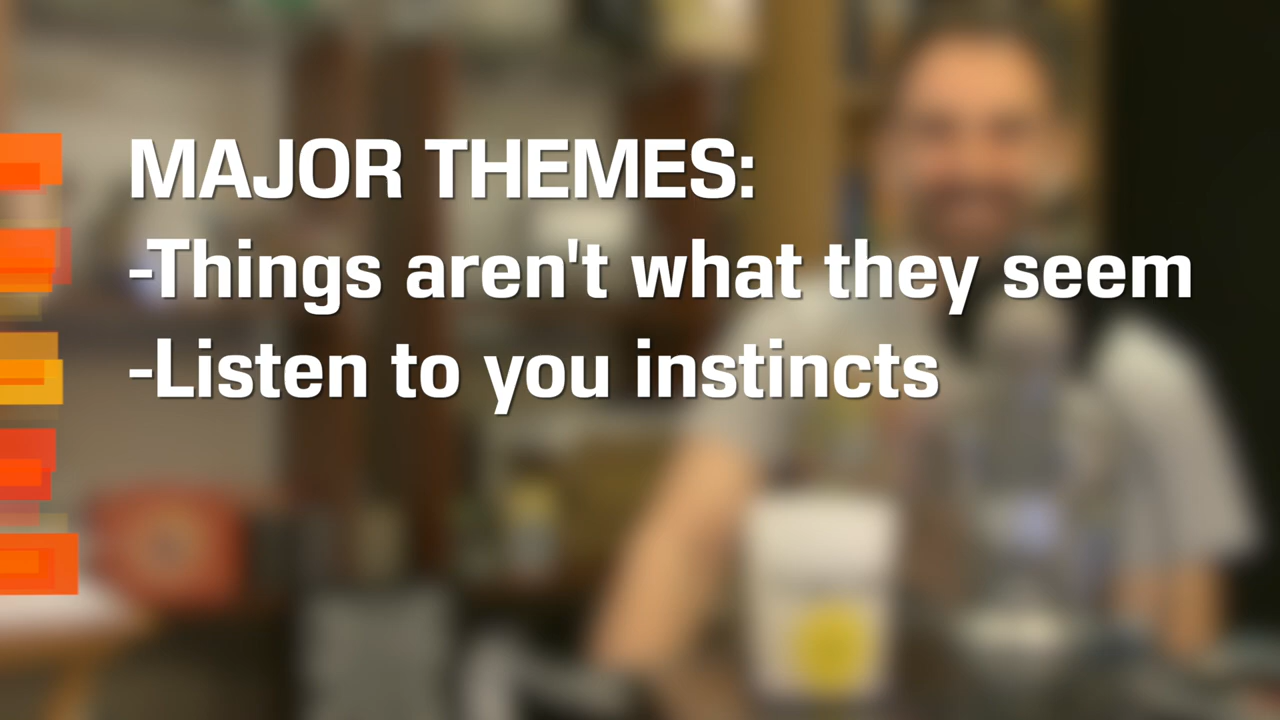 MAJOR THEMES:
-Things aren't what they seem
-Listen to you instincts